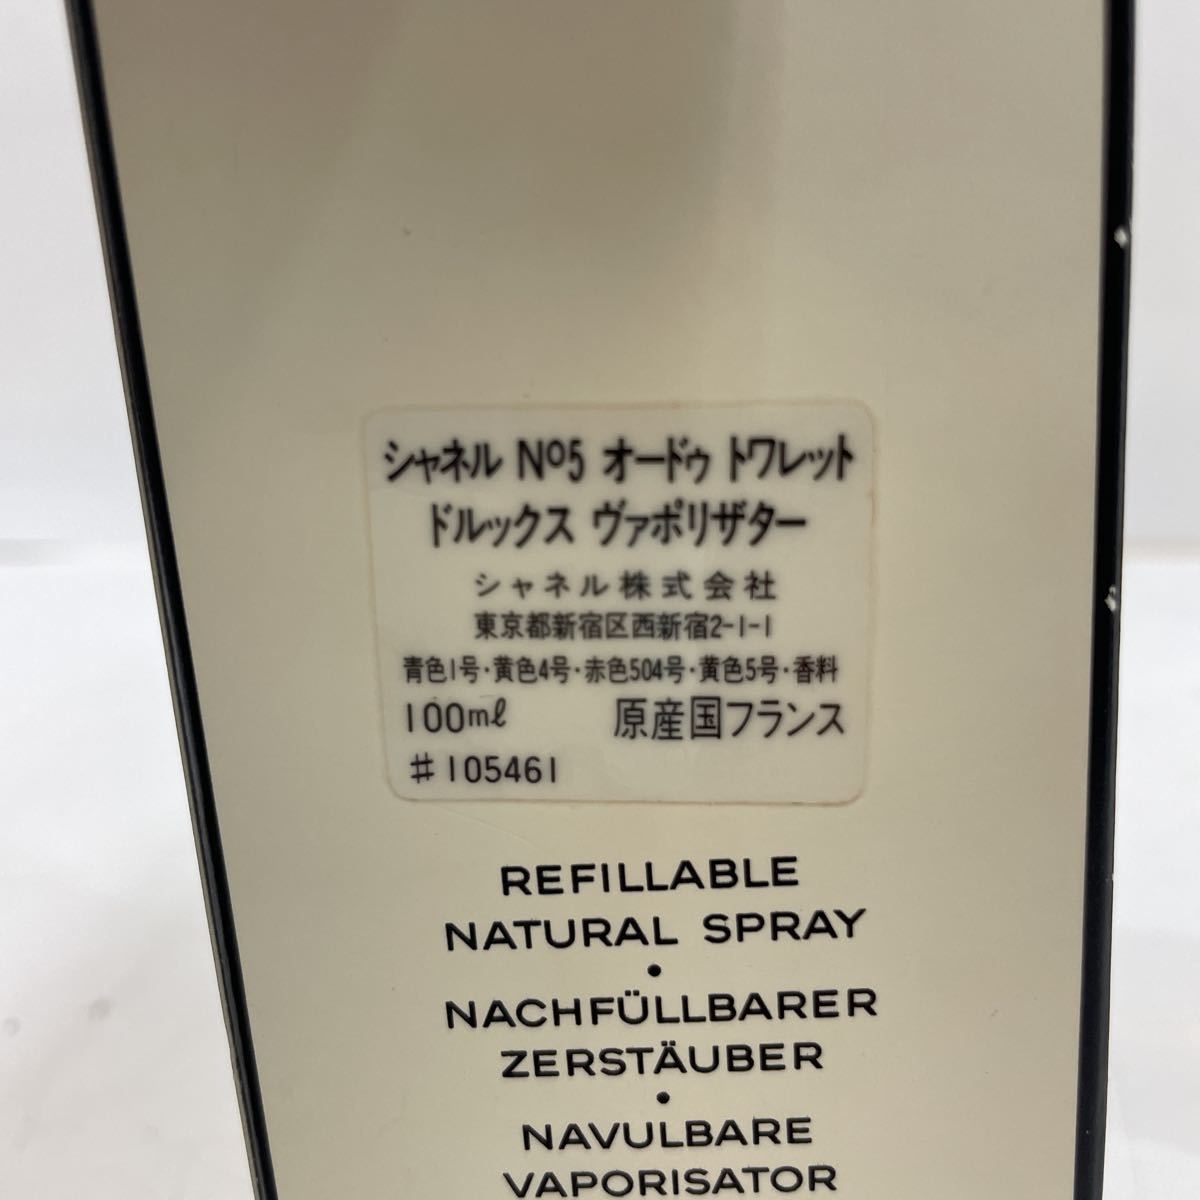 シャネル Nº5 オードゥ トワレット
ドルックス ヴァポリザター
シャネル株式会社
東京都新宿区西新宿2-1-1
青色1号・黄色4号・赤色504号・黄色5号・香料
100mℓ 原産国フランス
#105461
REFILLABLE
NATURAL SPRAY
•
NACHFÜLLBARER
ZERSTÄUBER
•
NAVULBARE
VAPORISATOR